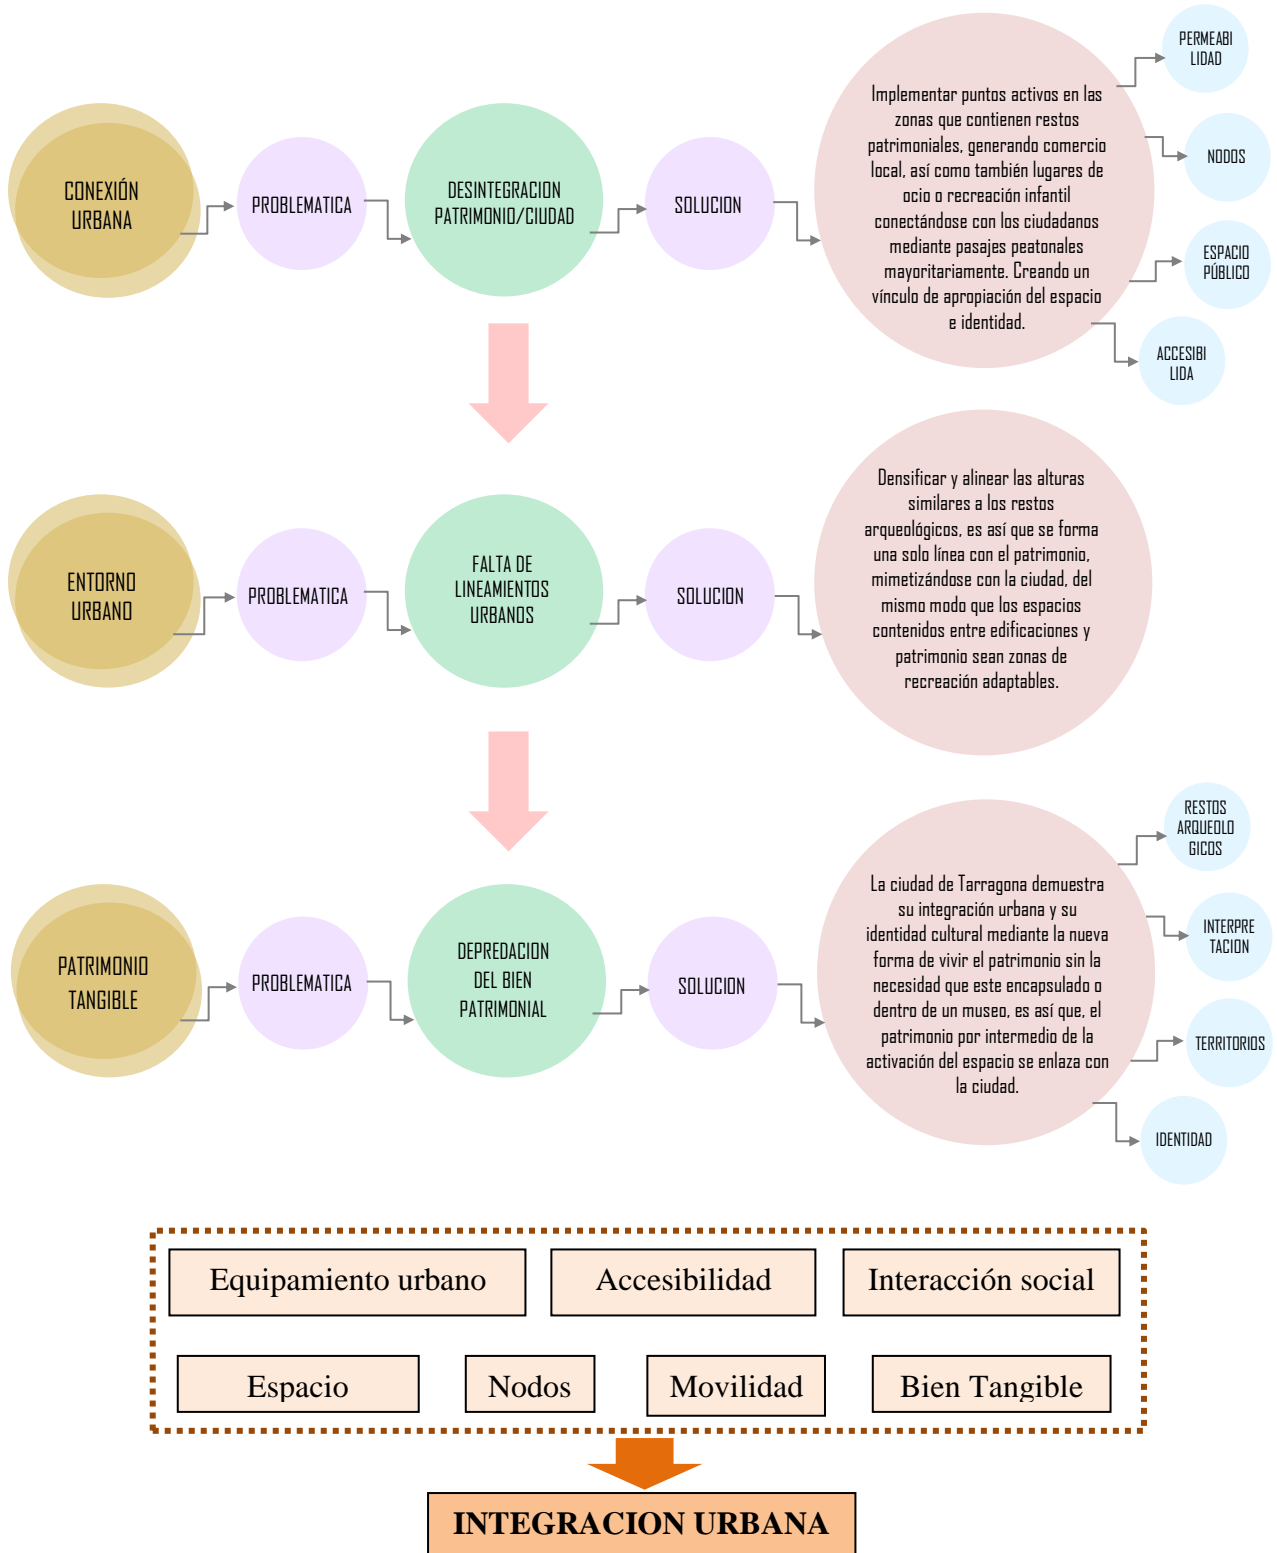 CONEXIÓN
URBANA
PROBLEMATICA
DESINTEGRACION
PATRIMONIO/CIUDAD
SOLUCION
Implementar puntos activos en las
zonas que contienen restos
patrimoniales, generando comercio
local, así como también lugares de
ocio o recreación infantil
conectándose con los ciudadanos
mediante pasajes peatonales
mayoritariamente. Creando un
vínculo de apropiación del espacio
e identidad.
PERMEABI
LIDAD
NODOS
ESPACIO
PÚBLICO
ACCESIBI
LIDA
ENTORNO
URBANO
PROBLEMATICA
FALTA DE
LINEAMIENTOS
URBANOS
SOLUCION
Densificar y alinear las alturas
similares a los restos
arqueológicos, es así que se forma
una solo línea con el patrimonio,
mimetizándose con la ciudad, del
mismo modo que los espacios
contenidos entre edificaciones y
patrimonio sean zonas de
recreación adaptables.
PATRIMONIO
TANGIBLE
PROBLEMATICA
DEPREDACION
DEL BIEN
PATRIMONIAL
SOLUCION
La ciudad de Tarragona demuestra
su integración urbana y su
identidad cultural mediante la nueva
forma de vivir el patrimonio sin la
necesidad que este encapsulado o
dentro de un museo, es así que, el
patrimonio por intermedio de la
activación del espacio se enlaza con
la ciudad.
RESTOS
ARQUEOLO
GICOS
INTERPRE
TACION
TERRITORIOS
IDENTIDAD
Equipamiento urbano
Accesibilidad
Interacción social
Espacio
Nodos
Movilidad
Bien Tangible
INTEGRACION URBANA